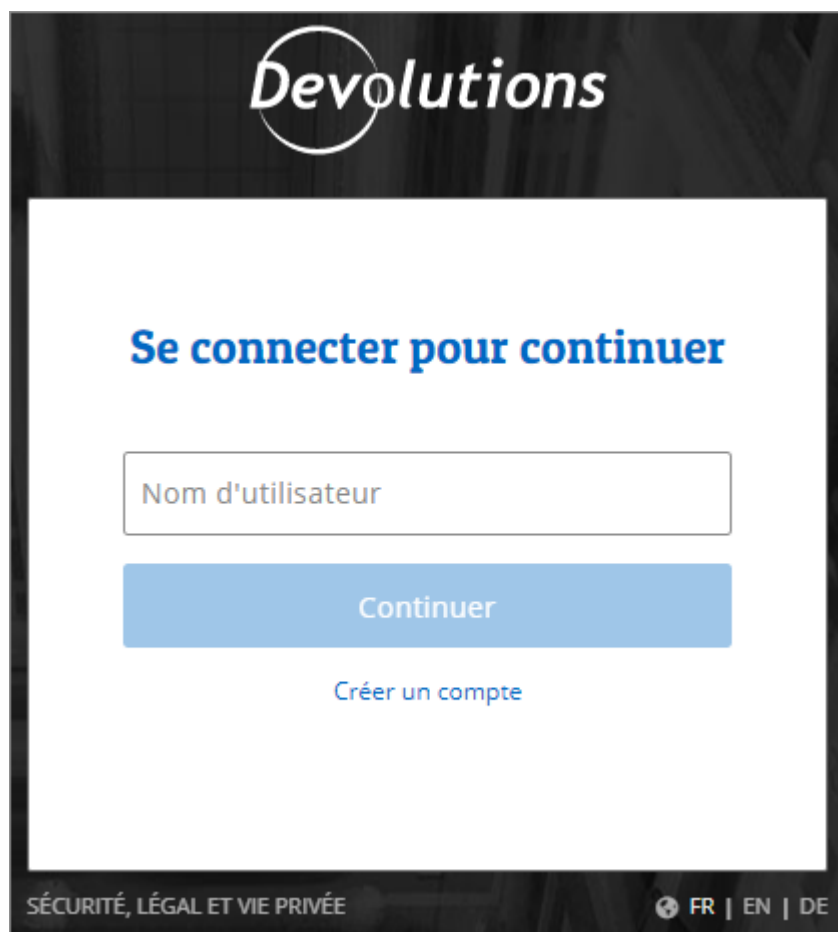 Devolutions
Se connecter pour continuer
Nom d'utilisateur
Continuer
Créer un compte
SÉCURITÉ, LÉGAL ET VIE PRIVÉE FR | EN | DE